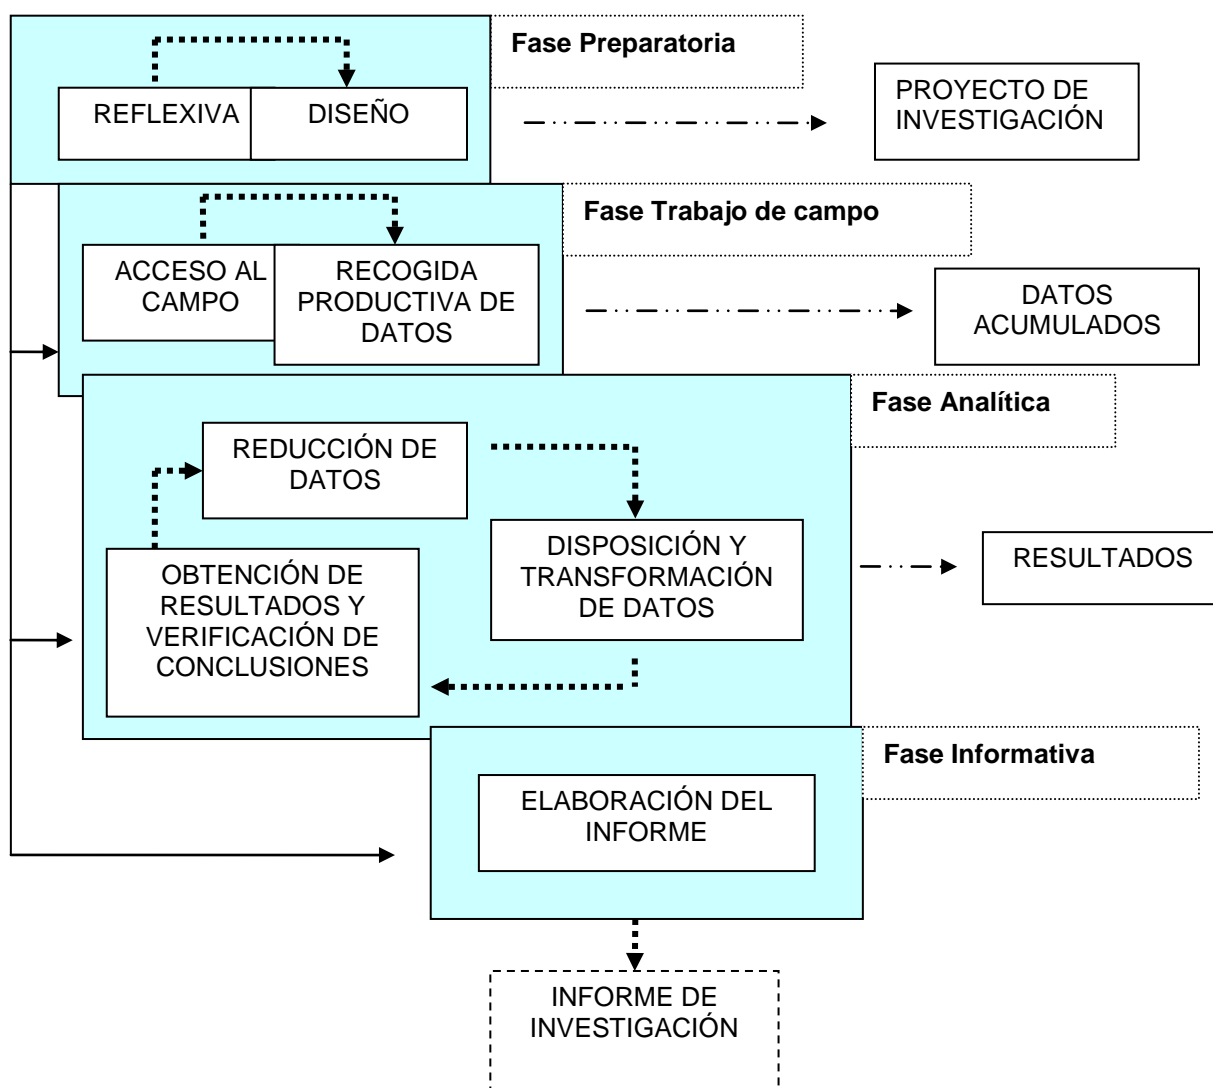 Fase Preparatoria
REFLEXIVA
DISEÑO
PROYECTO DE
INVESTIGACIÓN
Fase Trabajo de campo
ACCESO AL
CAMPO
RECOGIDA
PRODUCTIVA DE
DATOS
DATOS
ACUMULADOS
Fase Analítica
REDUCCIÓN DE
DATOS
DISPOSICIÓN Y
TRANSFORMACIÓN
DE DATOS
OBTENCIÓN DE
RESULTADOS Y
VERIFICACIÓN DE
CONCLUSIONES
RESULTADOS
Fase Informativa
ELABORACIÓN DEL
INFORME
INFORME DE
INVESTIGACIÓN